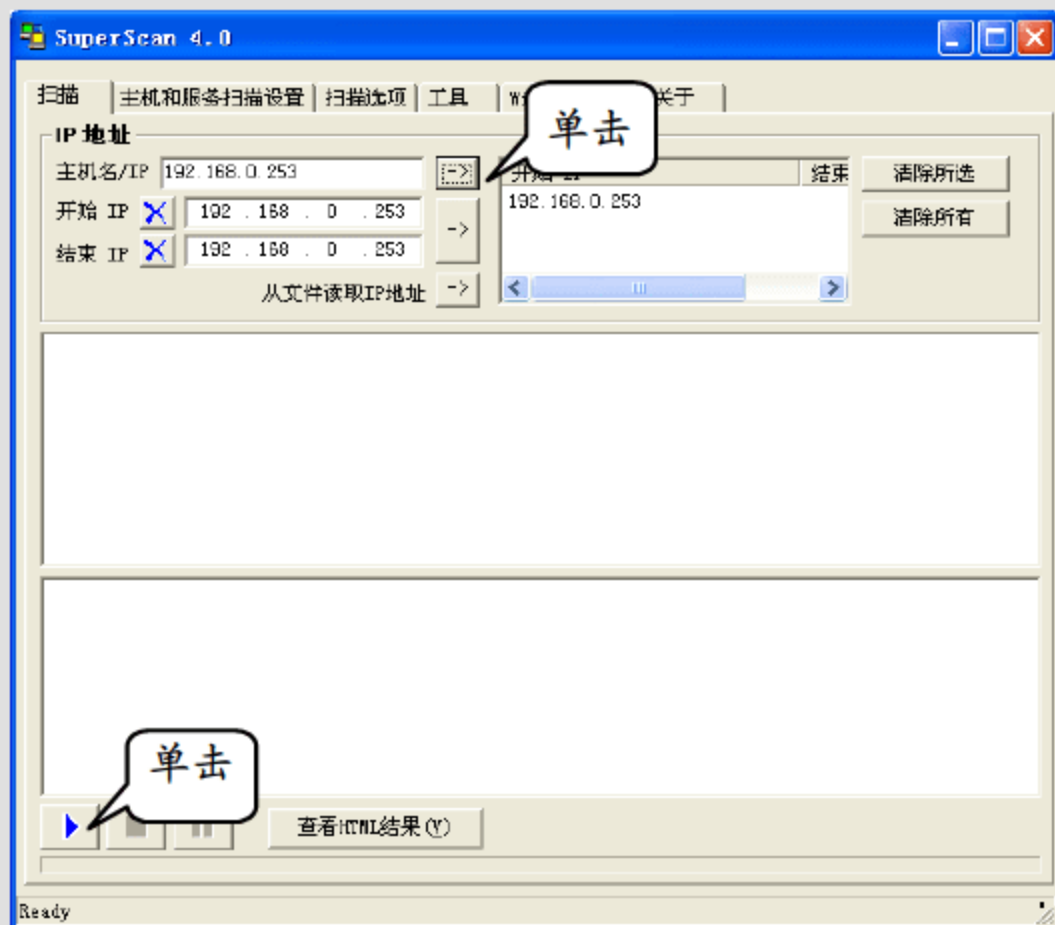 SuperScan 4.0
扫描 主机和服务扫描设置 扫描选项 工具 关于
单击
IP 地址
主机名/IP 192.168.0.253 -> 结束 清除所选
开始 IP 192 . 168 . 0 . 253 -> 192.168.0.253 清除所有
结束 IP 192 . 168 . 0 . 253
从文件读取IP地址 ->
单击
查看HTML结果(Y)
Ready